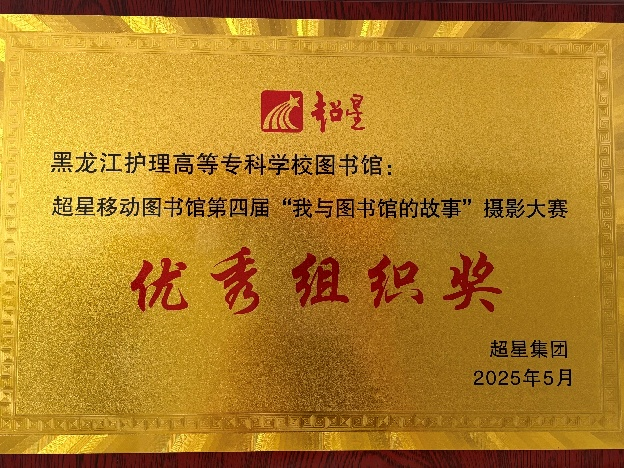 超星
黑龙江护理高等专科学校图书馆：
超星移动图书馆第四届“我与图书馆的故事”摄影大赛
优秀组织奖
超星集团
2025年5月